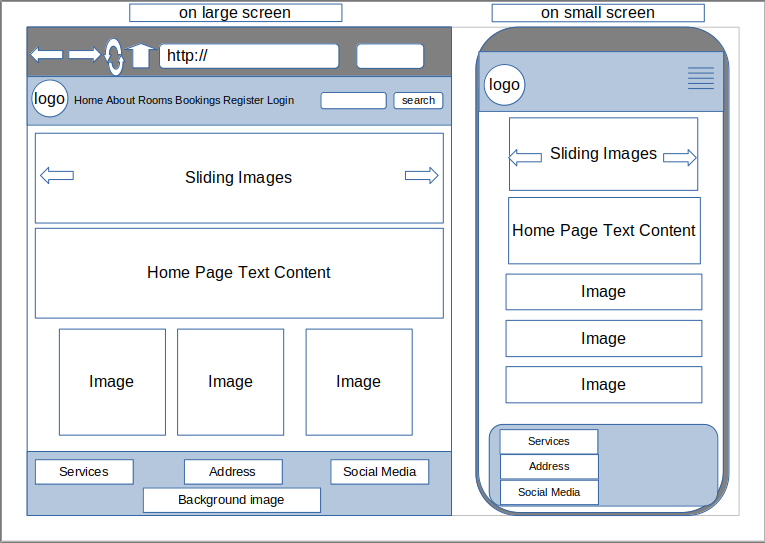 on large screen
http://
logo
Home About Rooms Bookings Register Login
search
Sliding Images
Home Page Text Content
Image
Image
Image
Services
Address
Social Media
Background image
on small screen
logo
Sliding Images
Home Page Text Content
Image
Image
Image
Services
Address
Social Media